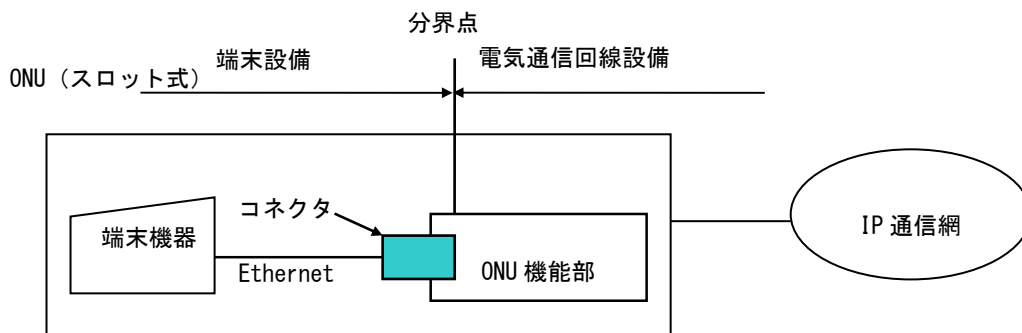 分界点
端末設備
電気通信回線設備
ONU（スロット式）
コネクタ
端末機器
Ethernet
ONU 機能部
IP 通信網